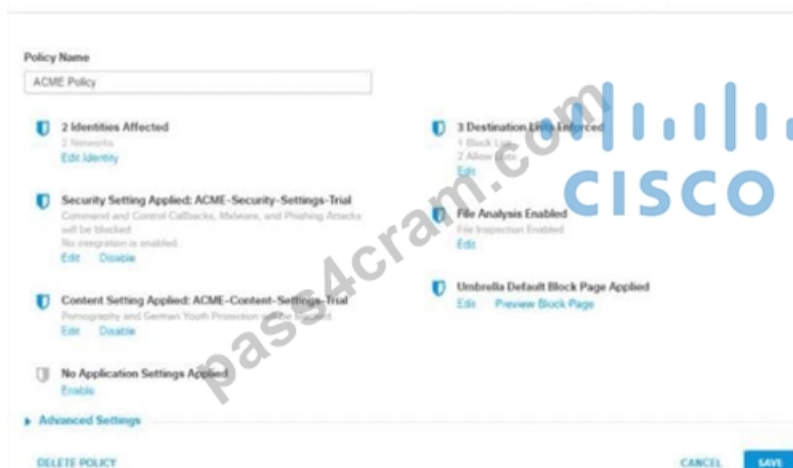 Policy Name
ACME Policy
2 Identities Affected
2 Networks
Edit Identity
Security Setting Applied: ACME-Security-Settings-Trial
Command and Control Callbacks, Malware, and Phishing Attacks
will be blocked
No integration is enabled.
Edit Disable
Content Setting Applied: ACME-Content-Settings-Trial
Pornography and German Youth Protection will be blocked.
Edit Disable
No Application Settings Applied
Enable
Advanced Settings
3 Destination Lists Enforced
1 Block List
2 Allow Lists
Edit
File Analysis Enabled
File Inspection Enabled
Edit
Umbrella Default Block Page Applied
Edit Preview Block Page
DELETE POLICY
CANCEL
SAVE
CISCO
pass4cram.com